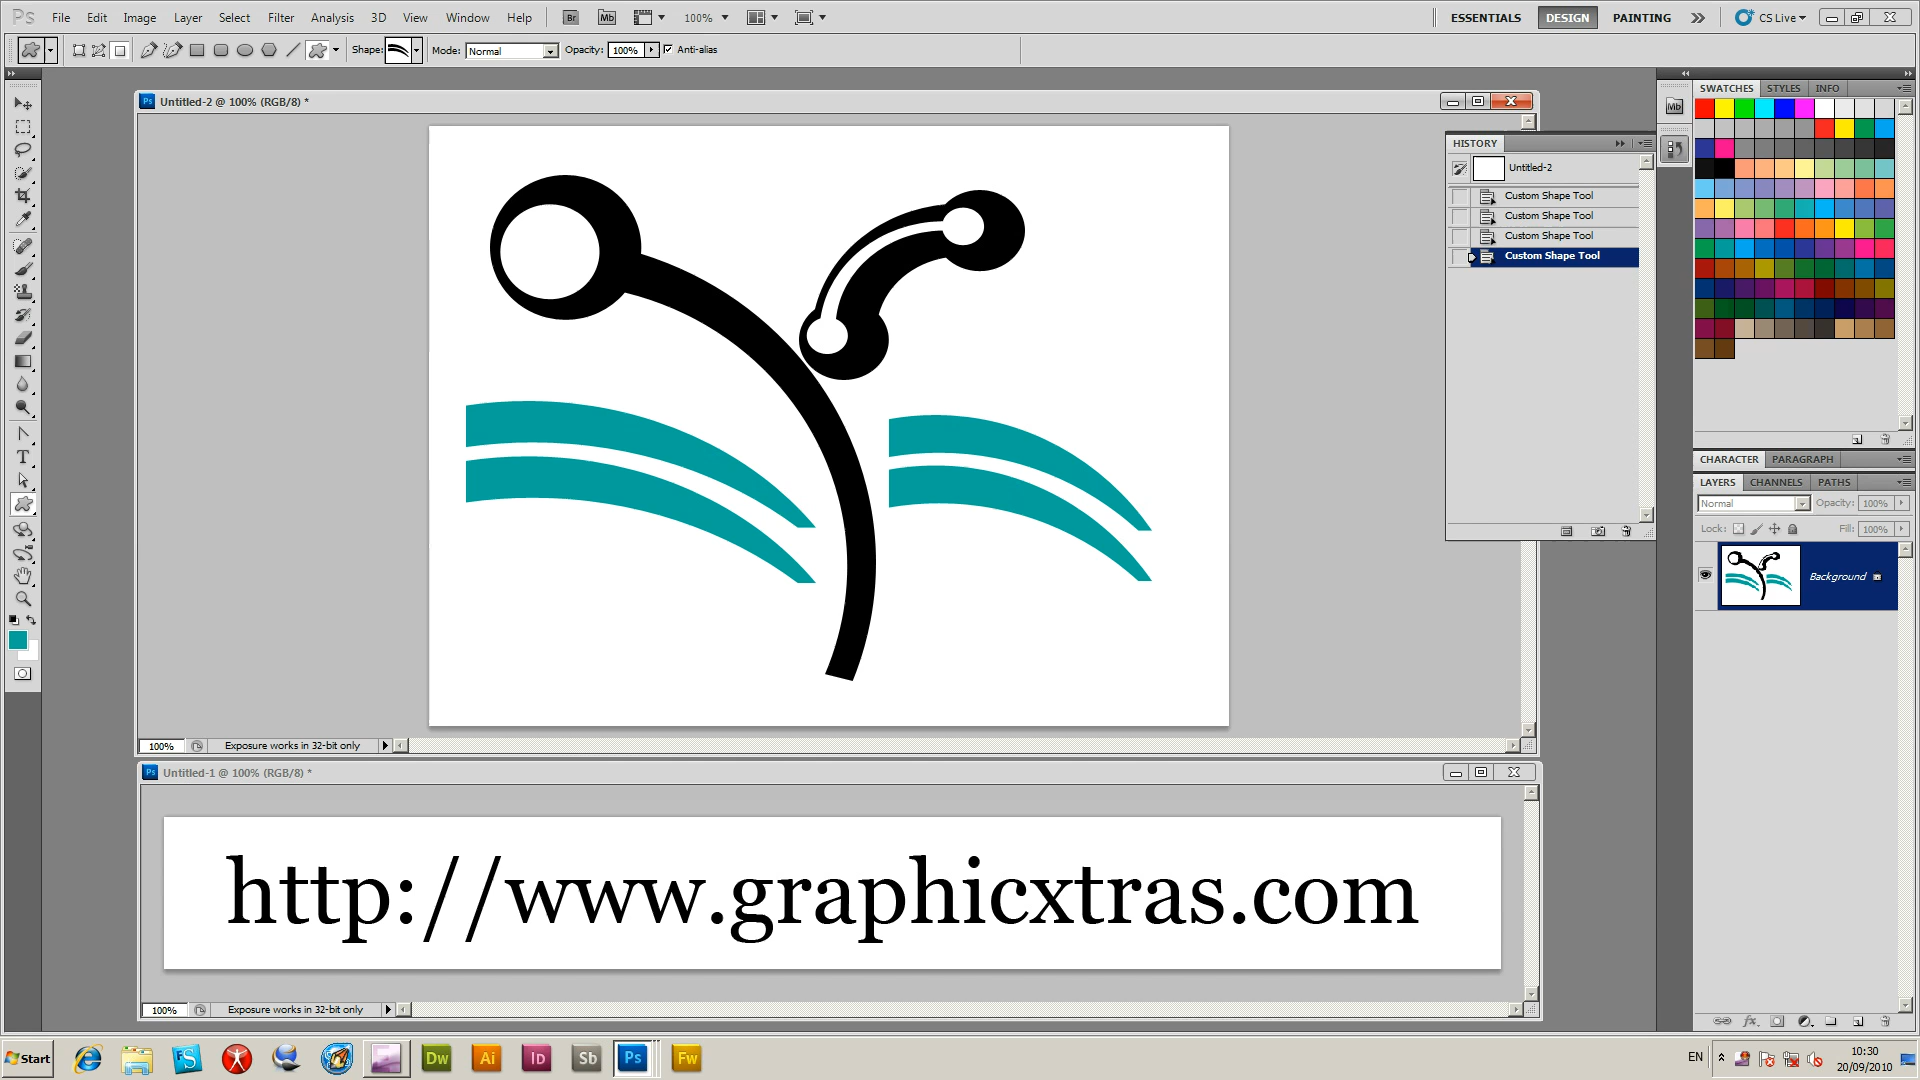 Ps File Edit Image Layer Select Filter Analysis 3D View Window Help Br Mb 100% ESSENTIALS DESIGN PAINTING CS Live
Shape: Mode: Normal Opacity: 100% Anti-alias
Ps Untitled-2 @ 100% (RGB/8) *
HISTORY
Untitled-2
Custom Shape Tool
Custom Shape Tool
Custom Shape Tool
Custom Shape Tool
100% Exposure works in 32-bit only
Ps Untitled-1 @ 100% (RGB/8) *
http://www.graphicxtras.com
100% Exposure works in 32-bit only
Mb
SWATCHES STYLES INFO
CHARACTER PARAGRAPH
LAYERS CHANNELS PATHS
Normal Opacity: 100%
Lock: Fill: 100%
Background
fx
T
Start FS Dw Ai Id Sb Ps Fw EN 10:30
20/09/2010